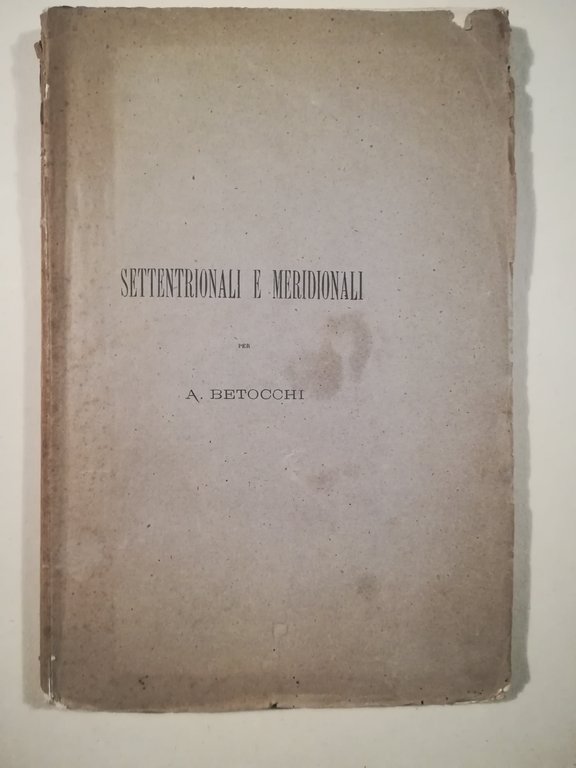 SETTENTRIONALI E MERIDIONALI
PER
A. BETOCCHI